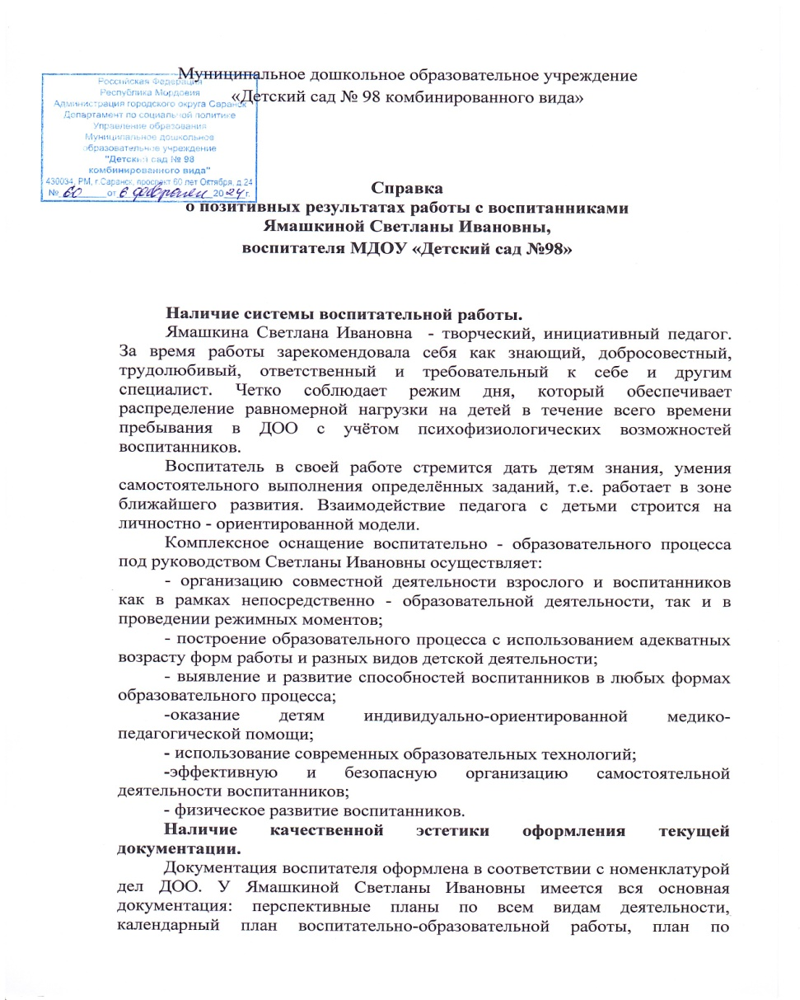 Муниципальное дошкольное образовательное учреждение
«Детский сад № 98 комбинированного вида»
Российская Федерация
Республика Мордовия
Администрация городского округа Саранск
Департамент по социальной политике
Управление образования
Муниципальное дошкольное
образовательное учреждение
"Детский сад № 98
комбинированного вида"
430034, РМ, г.Саранск, проспект 60 лет Октября, д.24
№ 60 от 6 февраля 2024 г.
Справка
о позитивных результатах работы с воспитанниками
Ямашкиной Светланы Ивановны,
воспитателя МДОУ «Детский сад №98»
Наличие системы воспитательной работы.
Ямашкина Светлана Ивановна - творческий, инициативный педагог.
За время работы зарекомендовала себя как знающий, добросовестный,
трудолюбивый, ответственный и требовательный к себе и другим
специалист. Четко соблюдает режим дня, который обеспечивает
распределение равномерной нагрузки на детей в течение всего времени
пребывания в ДОО с учётом психофизиологических возможностей
воспитанников.
Воспитатель в своей работе стремится дать детям знания, умения
самостоятельного выполнения определённых заданий, т.е. работает в зоне
ближайшего развития. Взаимодействие педагога с детьми строится на
личностно - ориентированной модели.
Комплексное оснащение воспитательно - образовательного процесса
под руководством Светланы Ивановны осуществляет:
- организацию совместной деятельности взрослого и воспитанников
как в рамках непосредственно - образовательной деятельности, так и в
проведении режимных моментов;
- построение образовательного процесса с использованием адекватных
возрасту форм работы и разных видов детской деятельности;
- выявление и развитие способностей воспитанников в любых формах
образовательного процесса;
-оказание детям индивидуально-ориентированной медико-
педагогической помощи;
- использование современных образовательных технологий;
-эффективную и безопасную организацию самостоятельной
деятельности воспитанников;
- физическое развитие воспитанников.
Наличие качественной эстетики оформления текущей
документации.
Документация воспитателя оформлена в соответствии с номенклатурой
дел ДОО. У Ямашкиной Светланы Ивановны имеется вся основная
документация: перспективные планы по всем видам деятельности,
календарный план воспитательно-образовательной работы, план по